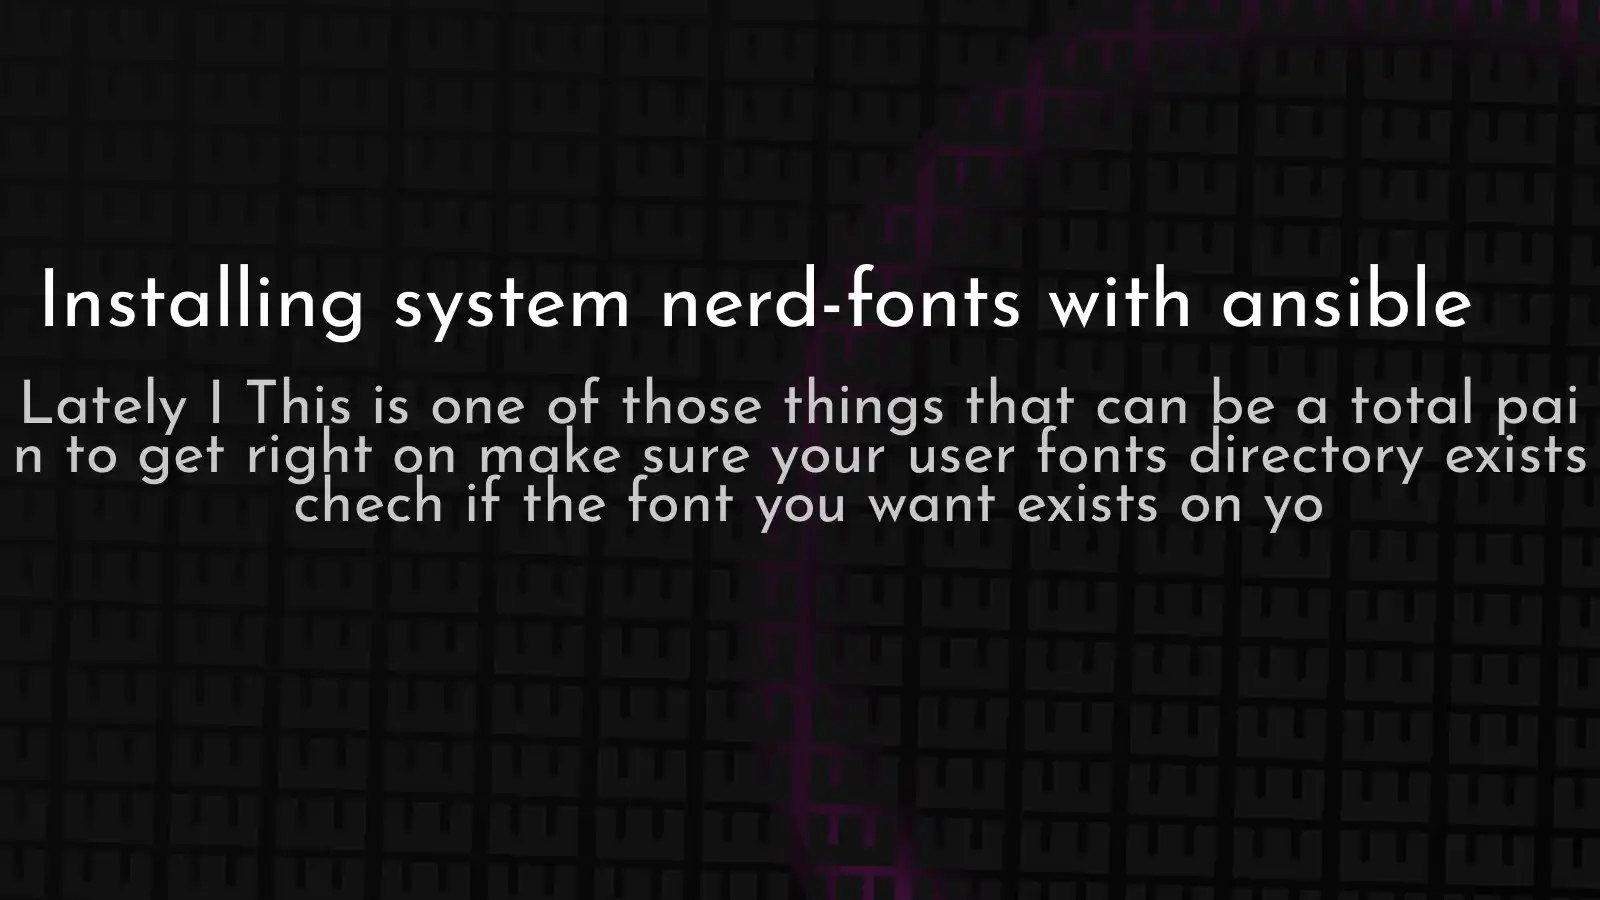 Installing system nerd-fonts with ansible
Lately I This is one of those things that can be a total pai
n to get right on make sure your user fonts directory exists
chech if the font you want exists on yo